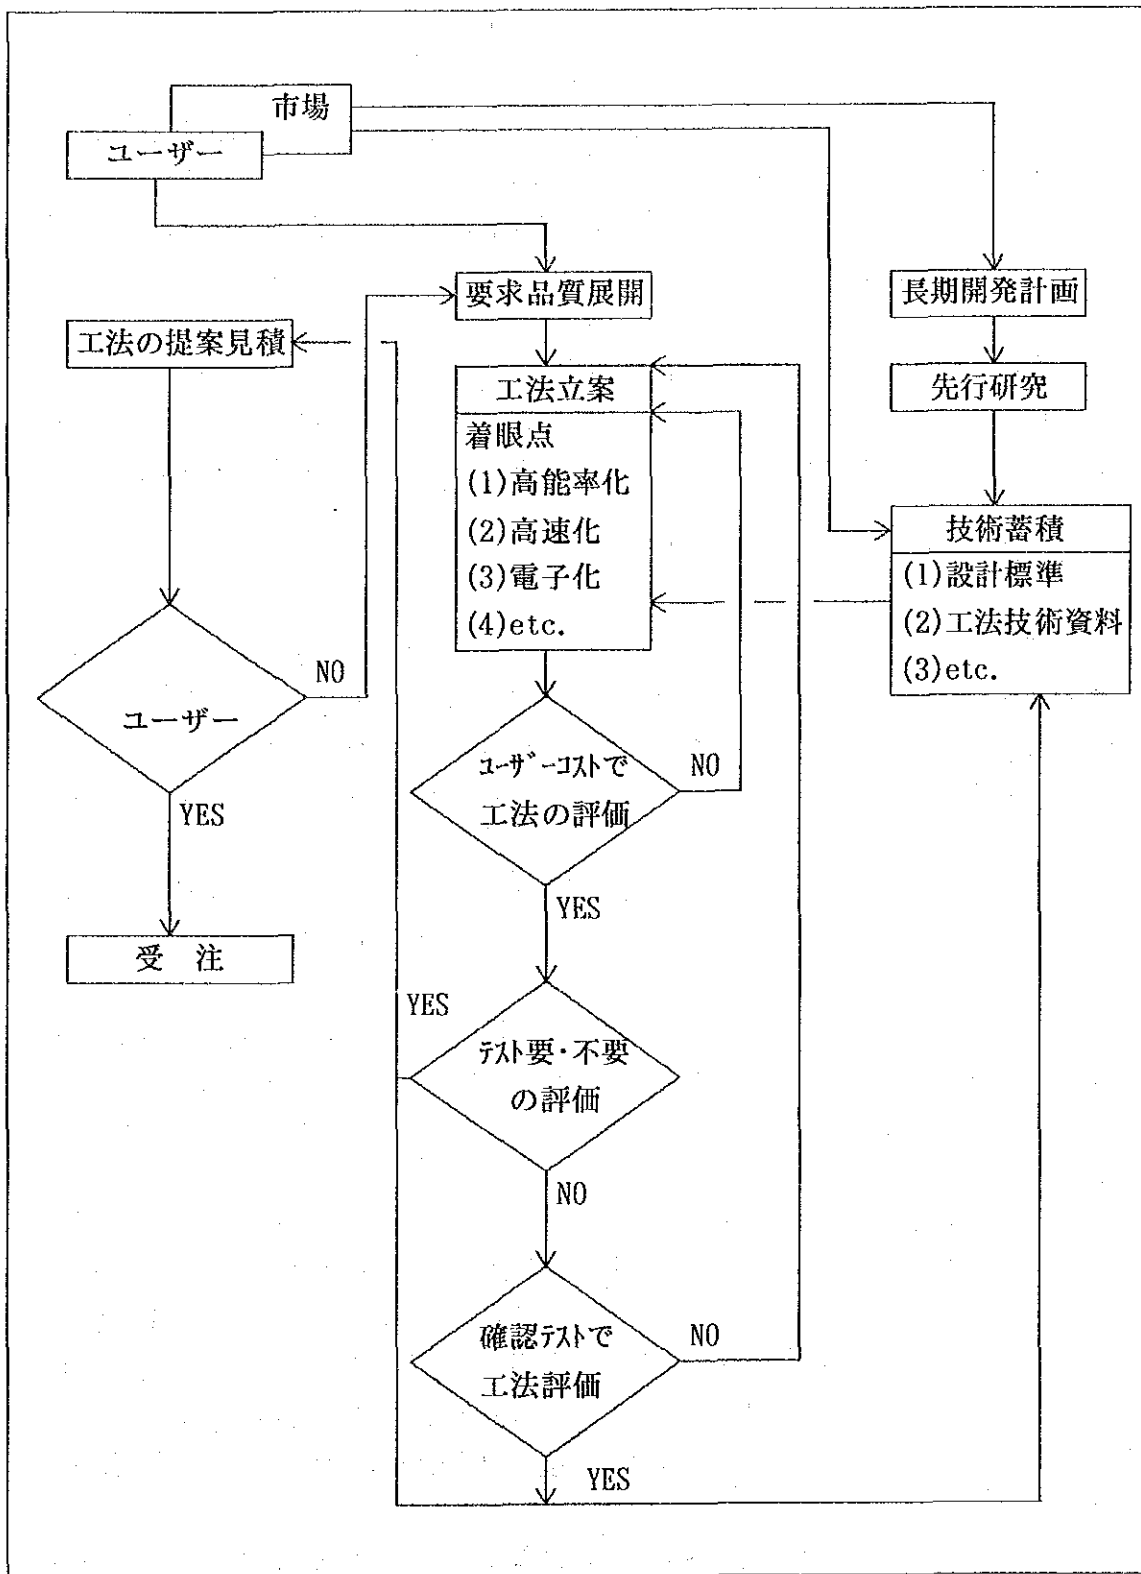 市場
ユーザー
要求品質展開
長期開発計画
工法の提案見積
先行研究
工法立案
着眼点
(1)高能率化
(2)高速化
(3)電子化
(4)etc.
技術蓄積
(1)設計標準
(2)工法技術資料
(3)etc.
ユーザー
NO
YES
受 注
ユーザーコストで
工法の評価
NO
YES
テスト要・不要
の評価
YES
NO
確認テストで
工法評価
NO
YES